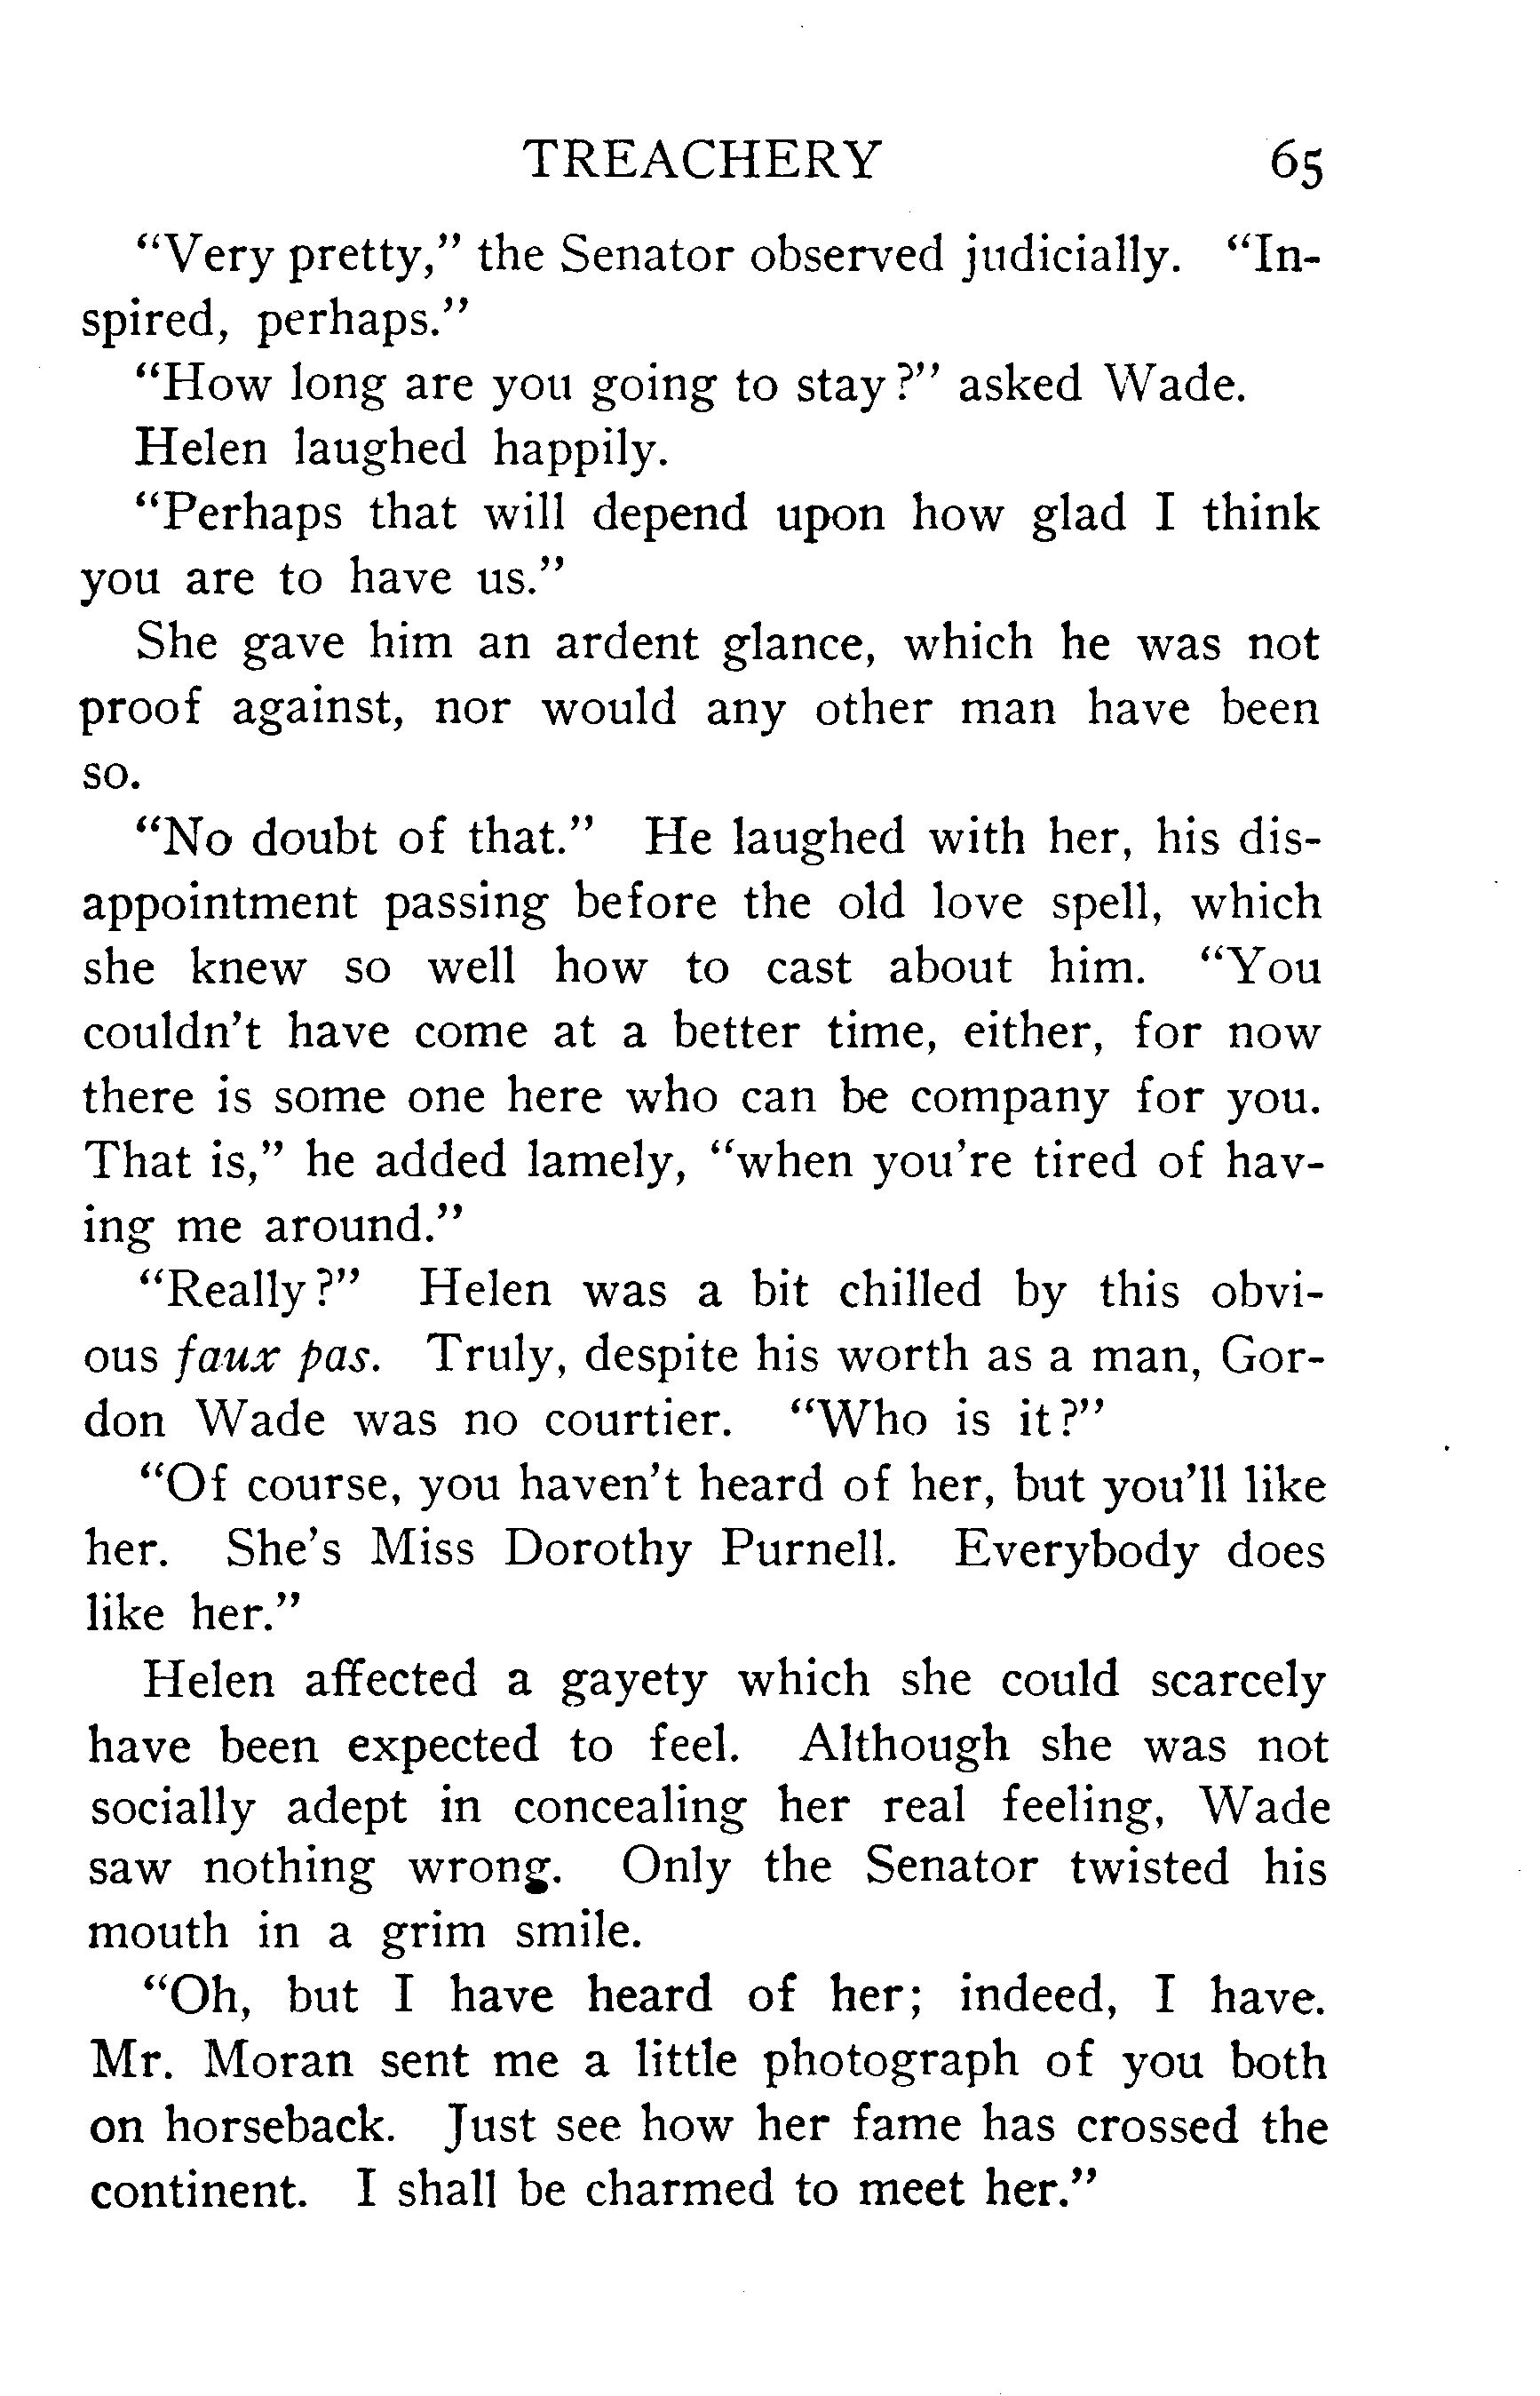 TREACHERY 65
“Very pretty,” the Senator observed judicially. “In-
spired, perhaps.”
“How long are you going to stay?” asked Wade.
Helen laughed happily.
“Perhaps that will depend upon how glad I think
you are to have us.”
She gave him an ardent glance, which he was not
proof against, nor would any other man have been
so.
“No doubt of that.” He laughed with her, his dis-
appointment passing before the old love spell, which
she knew so well how to cast about him. “You
couldn't have come at a better time, either, for now
there is some one here who can be company for you.
That is,” he added lamely, “when you're tired of hav-
ing me around.”
“Really?” Helen was a bit chilled by this obvi-
ous faux pas. Truly, despite his worth as a man, Gor-
don Wade was no courtier. “Who is it?”
“Of course, you haven't heard of her, but you'll like
her. She's Miss Dorothy Purnell. Everybody does
like her.”
Helen affected a gayety which she could scarcely
have been expected to feel. Although she was not
socially adept in concealing her real feeling, Wade
saw nothing wrong. Only the Senator twisted his
mouth in a grim smile.
“Oh, but I have heard of her; indeed, I have.
Mr. Moran sent me a little photograph of you both
on horseback. Just see how her fame has crossed the
continent. I shall be charmed to meet her.”